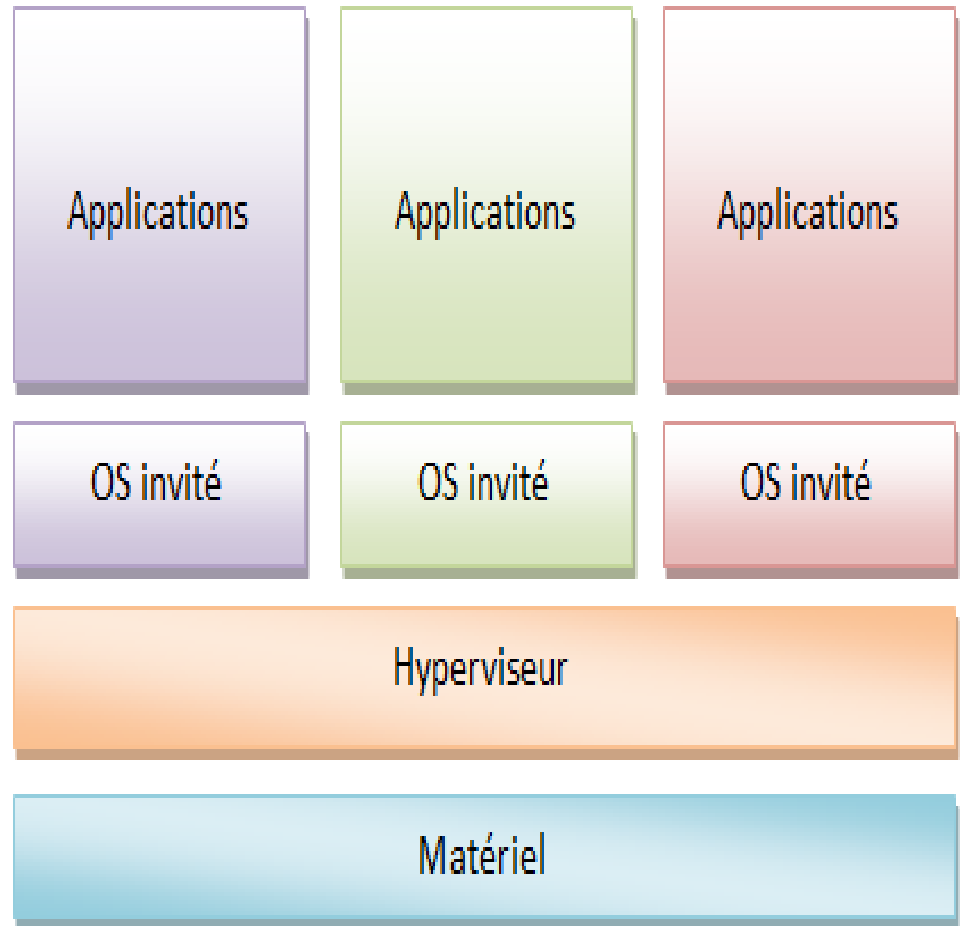 Applications
Applications
Applications
OS invité
OS invité
OS invité
Hyperviseur
Matériel